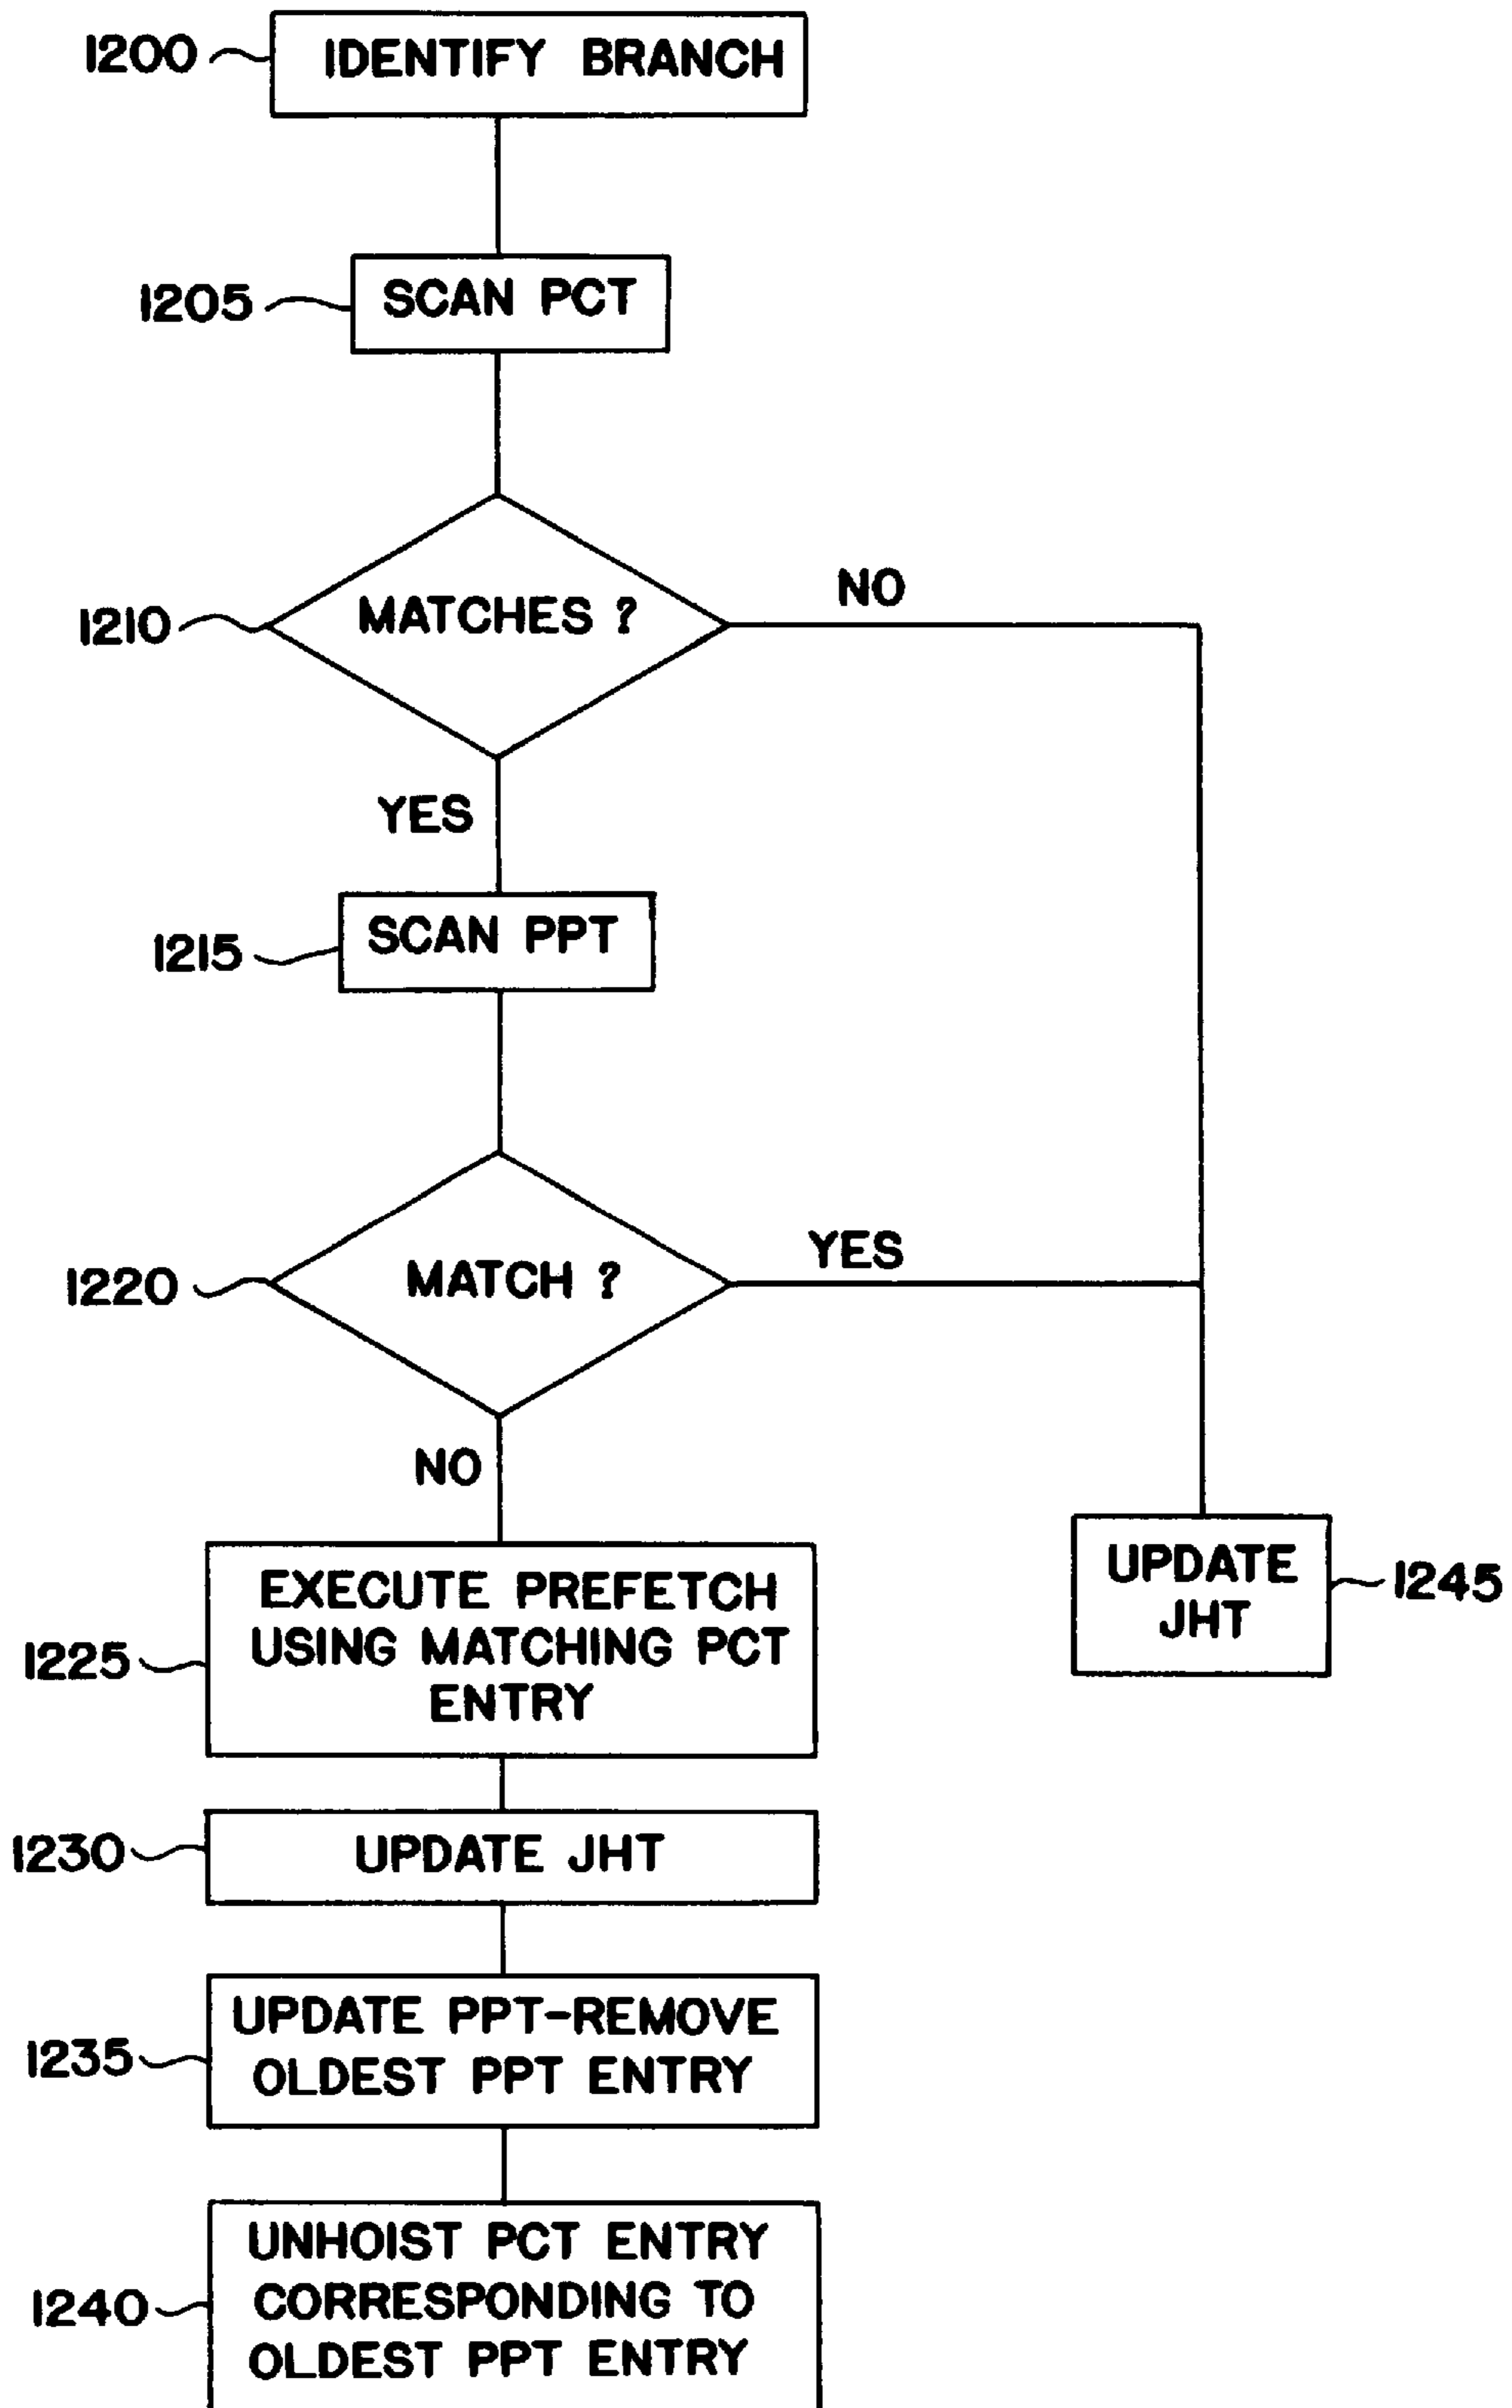 1200
IDENTIFY BRANCH
1205
SCAN PCT
1210
MATCHES ?
NO
YES
1215
SCAN PPT
1220
MATCH ?
YES
NO
1225
EXECUTE PREFETCH
USING MATCHING PCT
ENTRY
UPDATE
JHT
1245
1230
UPDATE JHT
1235
UPDATE PPT-REMOVE
OLDEST PPT ENTRY
1240
UNHOIST PCT ENTRY
CORRESPONDING TO
OLDEST PPT ENTRY